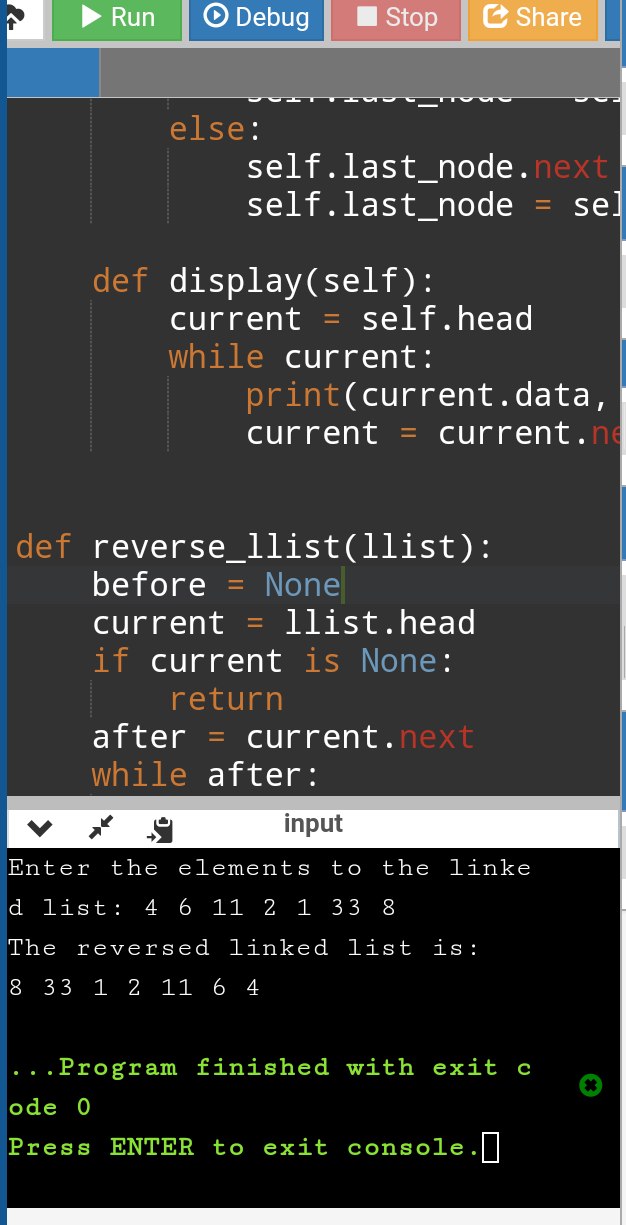 Run Debug Stop Share
else:
self.last_node.next
self.last_node =
def display(self):
current = self.head
while current:
print(current.data,
current = current.
def reverse_llist(llist):
before = None
current = llist.head
if current is None:
return
after = current.next
while after:
input
Enter the elements to the linke
d list: 4 6 11 2 1 33 8
The reversed linked list is:
8 33 1 2 11 6 4
...Program finished with exit c
ode 0
Press ENTER to exit console.